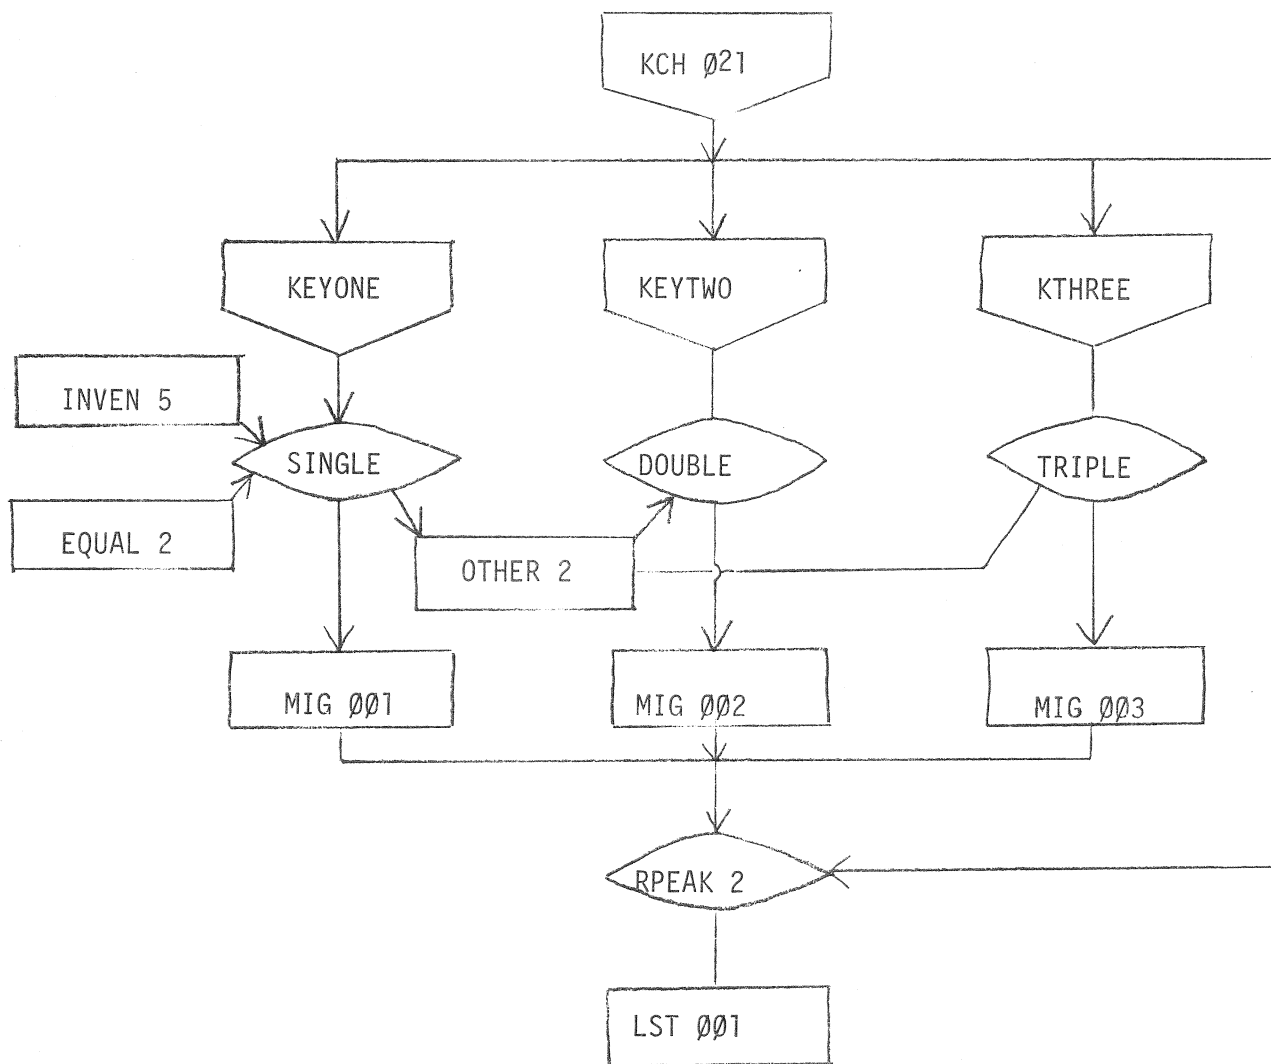 KCH Ø21
KEYONE
KEYTWO
KTHREE
INVEN 5
SINGLE
DOUBLE
TRIPLE
EQUAL 2
OTHER 2
MIG ØØ1
MIG ØØ2
MIG ØØ3
RPEAK 2
LST ØØ1